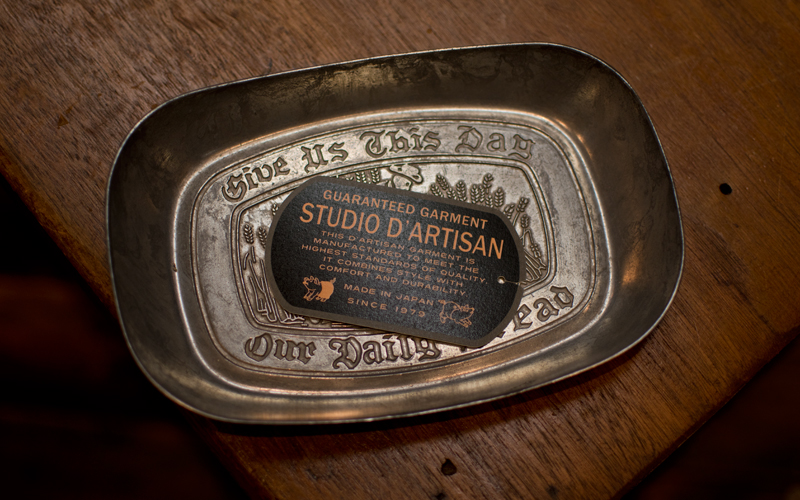 Give Us This Day
GUARANTEED GARMENT
STUDIO D'ARTISAN
THIS D'ARTISAN GARMENT IS
MANUFACTURED TO MEET THE
HIGHEST STANDARDS OF QUALITY
IT COMBINES STYLE WITH
COMFORT AND DURABILITY
MADE IN JAPAN
SINCE 1979
Our Daily read